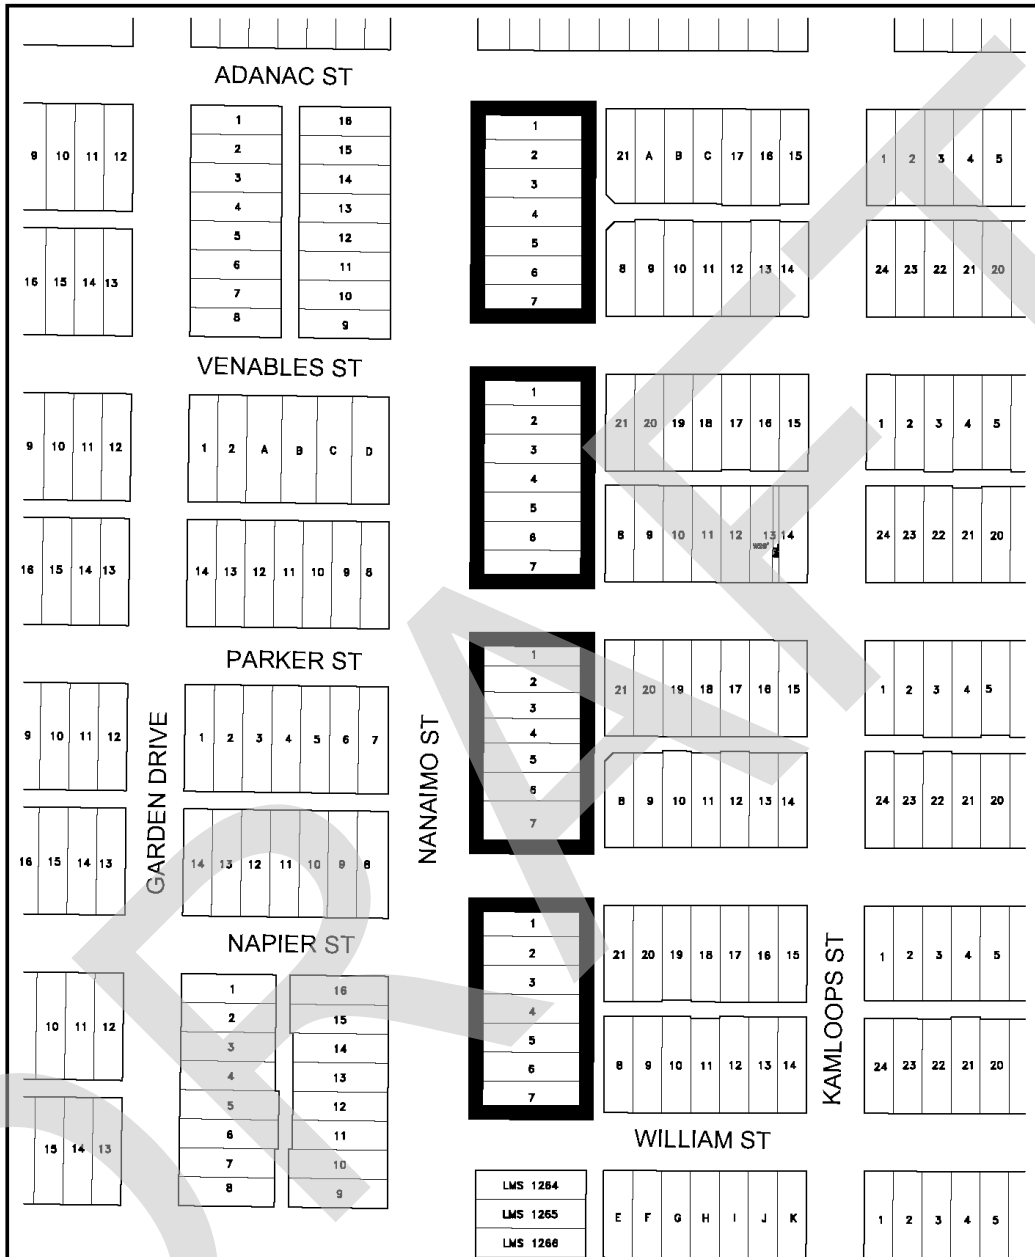 ADANAC ST
1 16
2 15
3 14
4 13
5 12
6 11
7 10
8 9
9 10 11 12
16 15 14 13
1
2
3
4
5
6
7
21 A B C 17 16 15
8 9 10 11 12 13 14
1 2 3 4 5
24 23 22 21 20
VENABLES ST
9 10 11 12
16 15 14 13
1 2 A B C D
14 13 12 11 10 9 8
1
2
3
4
5
6
7
21 20 19 18 17 16 15
8 9 10 11 12 13 14
1 2 3 4 5
24 23 22 21 20
PARKER ST
GARDEN DRIVE
NANAIMO ST
9 10 11 12
16 15 14 13
1 2 3 4 5 6 7
14 13 12 11 10 9 8
1
2
3
4
5
6
7
21 20 19 18 17 16 15
8 9 10 11 12 13 14
1 2 3 4 5
24 23 22 21 20
NAPIER ST
KAMLOOPS ST
10 11 12
15 14 13
1 16
2 15
3 14
4 13
5 12
6 11
7 10
8 9
1
2
3
4
5
6
7
21 20 19 18 17 16 15
8 9 10 11 12 13 14
1 2 3 4 5
24 23 22 21 20
WILLIAM ST
LMS 1264
LMS 1265
LMS 1266
E F G H I J K
1 2 3 4 5
DRAFT